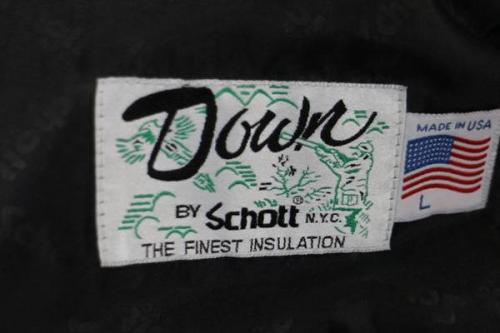 Down
BY Schott® N.Y.C.
THE FINEST INSULATION
MADE IN USA
L